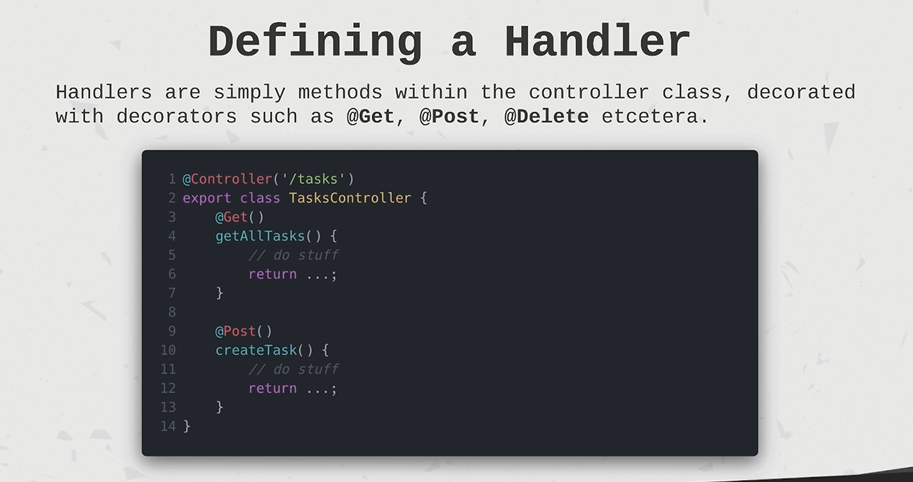 Defining a Handler
Handlers are simply methods within the controller class, decorated
with decorators such as @Get, @Post, @Delete etcetera.
1 @Controller('/tasks')
2 export class TasksController {
3     @Get()
4     getAllTasks() {
5         // do stuff
6         return ...;
7     }
8
9     @Post()
10     createTask() {
11         // do stuff
12         return ...;
13     }
14 }